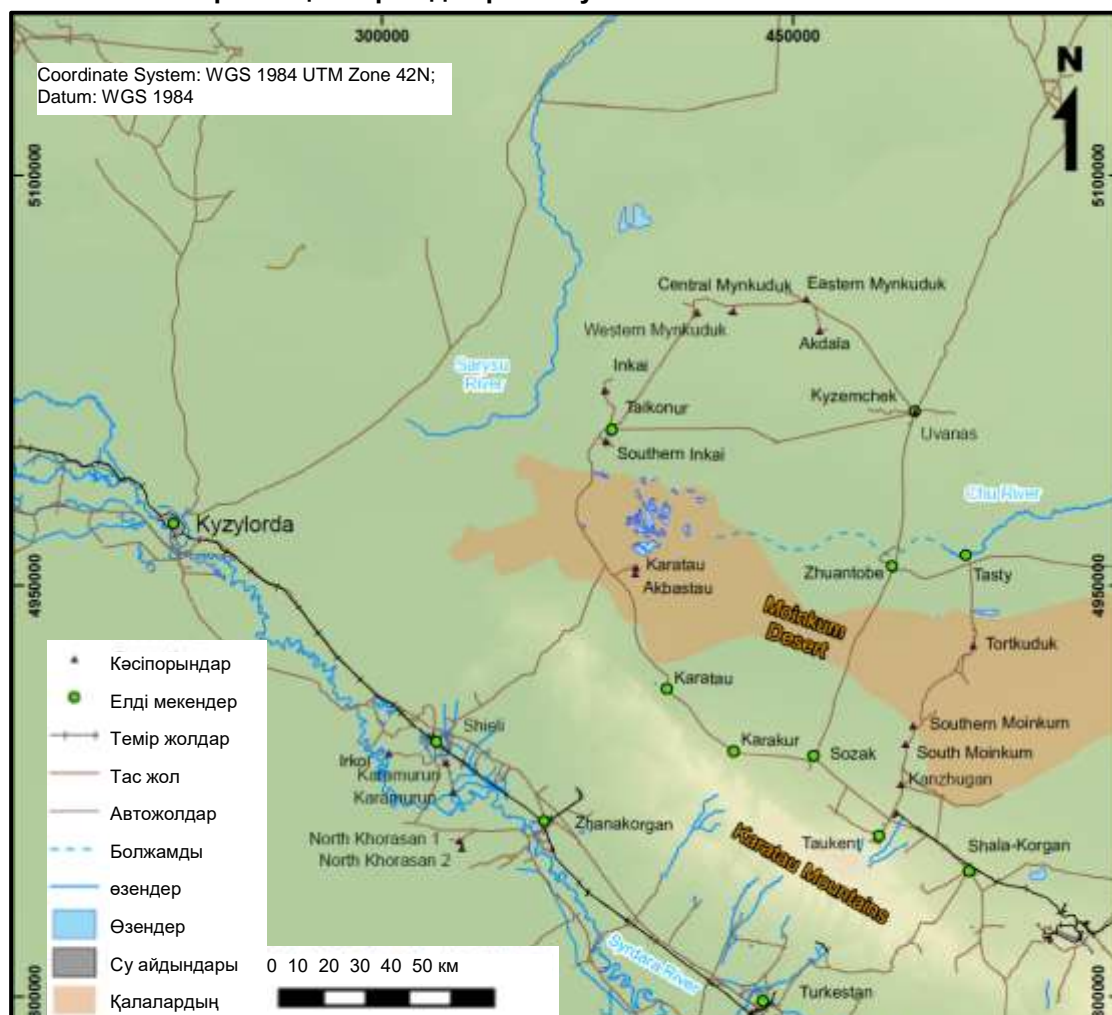 300000
450000
Coordinate System: WGS 1984 UTM Zone 42N;
Datum: WGS 1984
N
5100000
5100000
Central Mynkuduk
Eastern Mynkuduk
Western Mynkuduk
Akdala
Sarysu
River
Inkai
Taikonur
Kyzemchek
Uvanas
Southern Inkai
Chu River
Kyzylorda
Karatau
Akbastau
Zhuantobe
Tasty
4950000
4950000
Moinkum
Desert
Tortkuduk
Karatau
Southern Moinkum
South Moinkum
Karakur
Sozak
Kanzhugan
Shieli
Irkol
Karamurun
Karamurun
Zhanakorgan
North Khorasan 1
North Khorasan 2
Taukent
Shala-Korgan
Karatau Mountains
Syrdara River
Turkestan
Кәсіпорындар
Елді мекендер
Темір жолдар
Тас жол
Автожолдар
Болжамды
өзендер
Өзендер
Су айдындары
Қалалардың
0 10 20 30 40 50 км